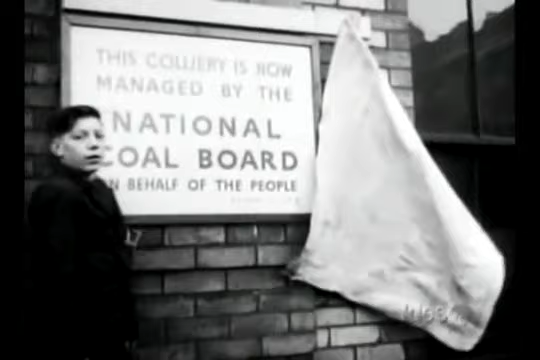 THIS COLLIERY IS NOW
MANAGED BY THE
NATIONAL
COAL BOARD
ON BEHALF OF THE PEOPLE